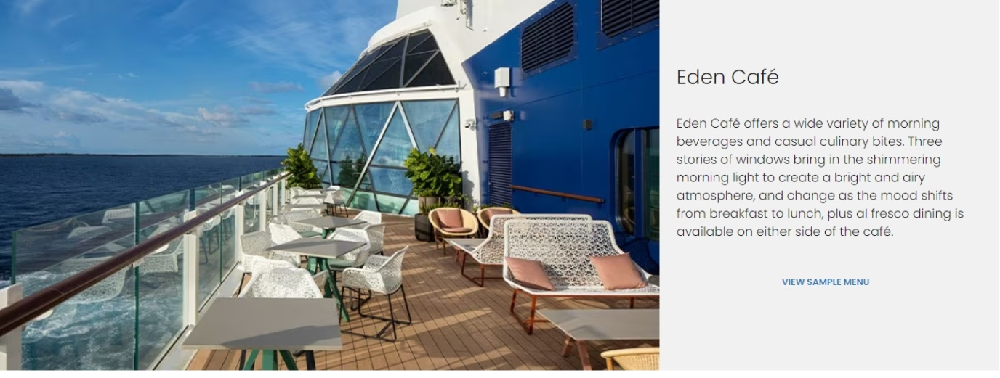 Eden Café
Eden Café offers a wide variety of morning
beverages and casual culinary bites. Three
stories of windows bring in the shimmering
morning light to create a bright and airy
atmosphere, and change as the mood shifts
from breakfast to lunch, plus al fresco dining is
available on either side of the café.
VIEW SAMPLE MENU